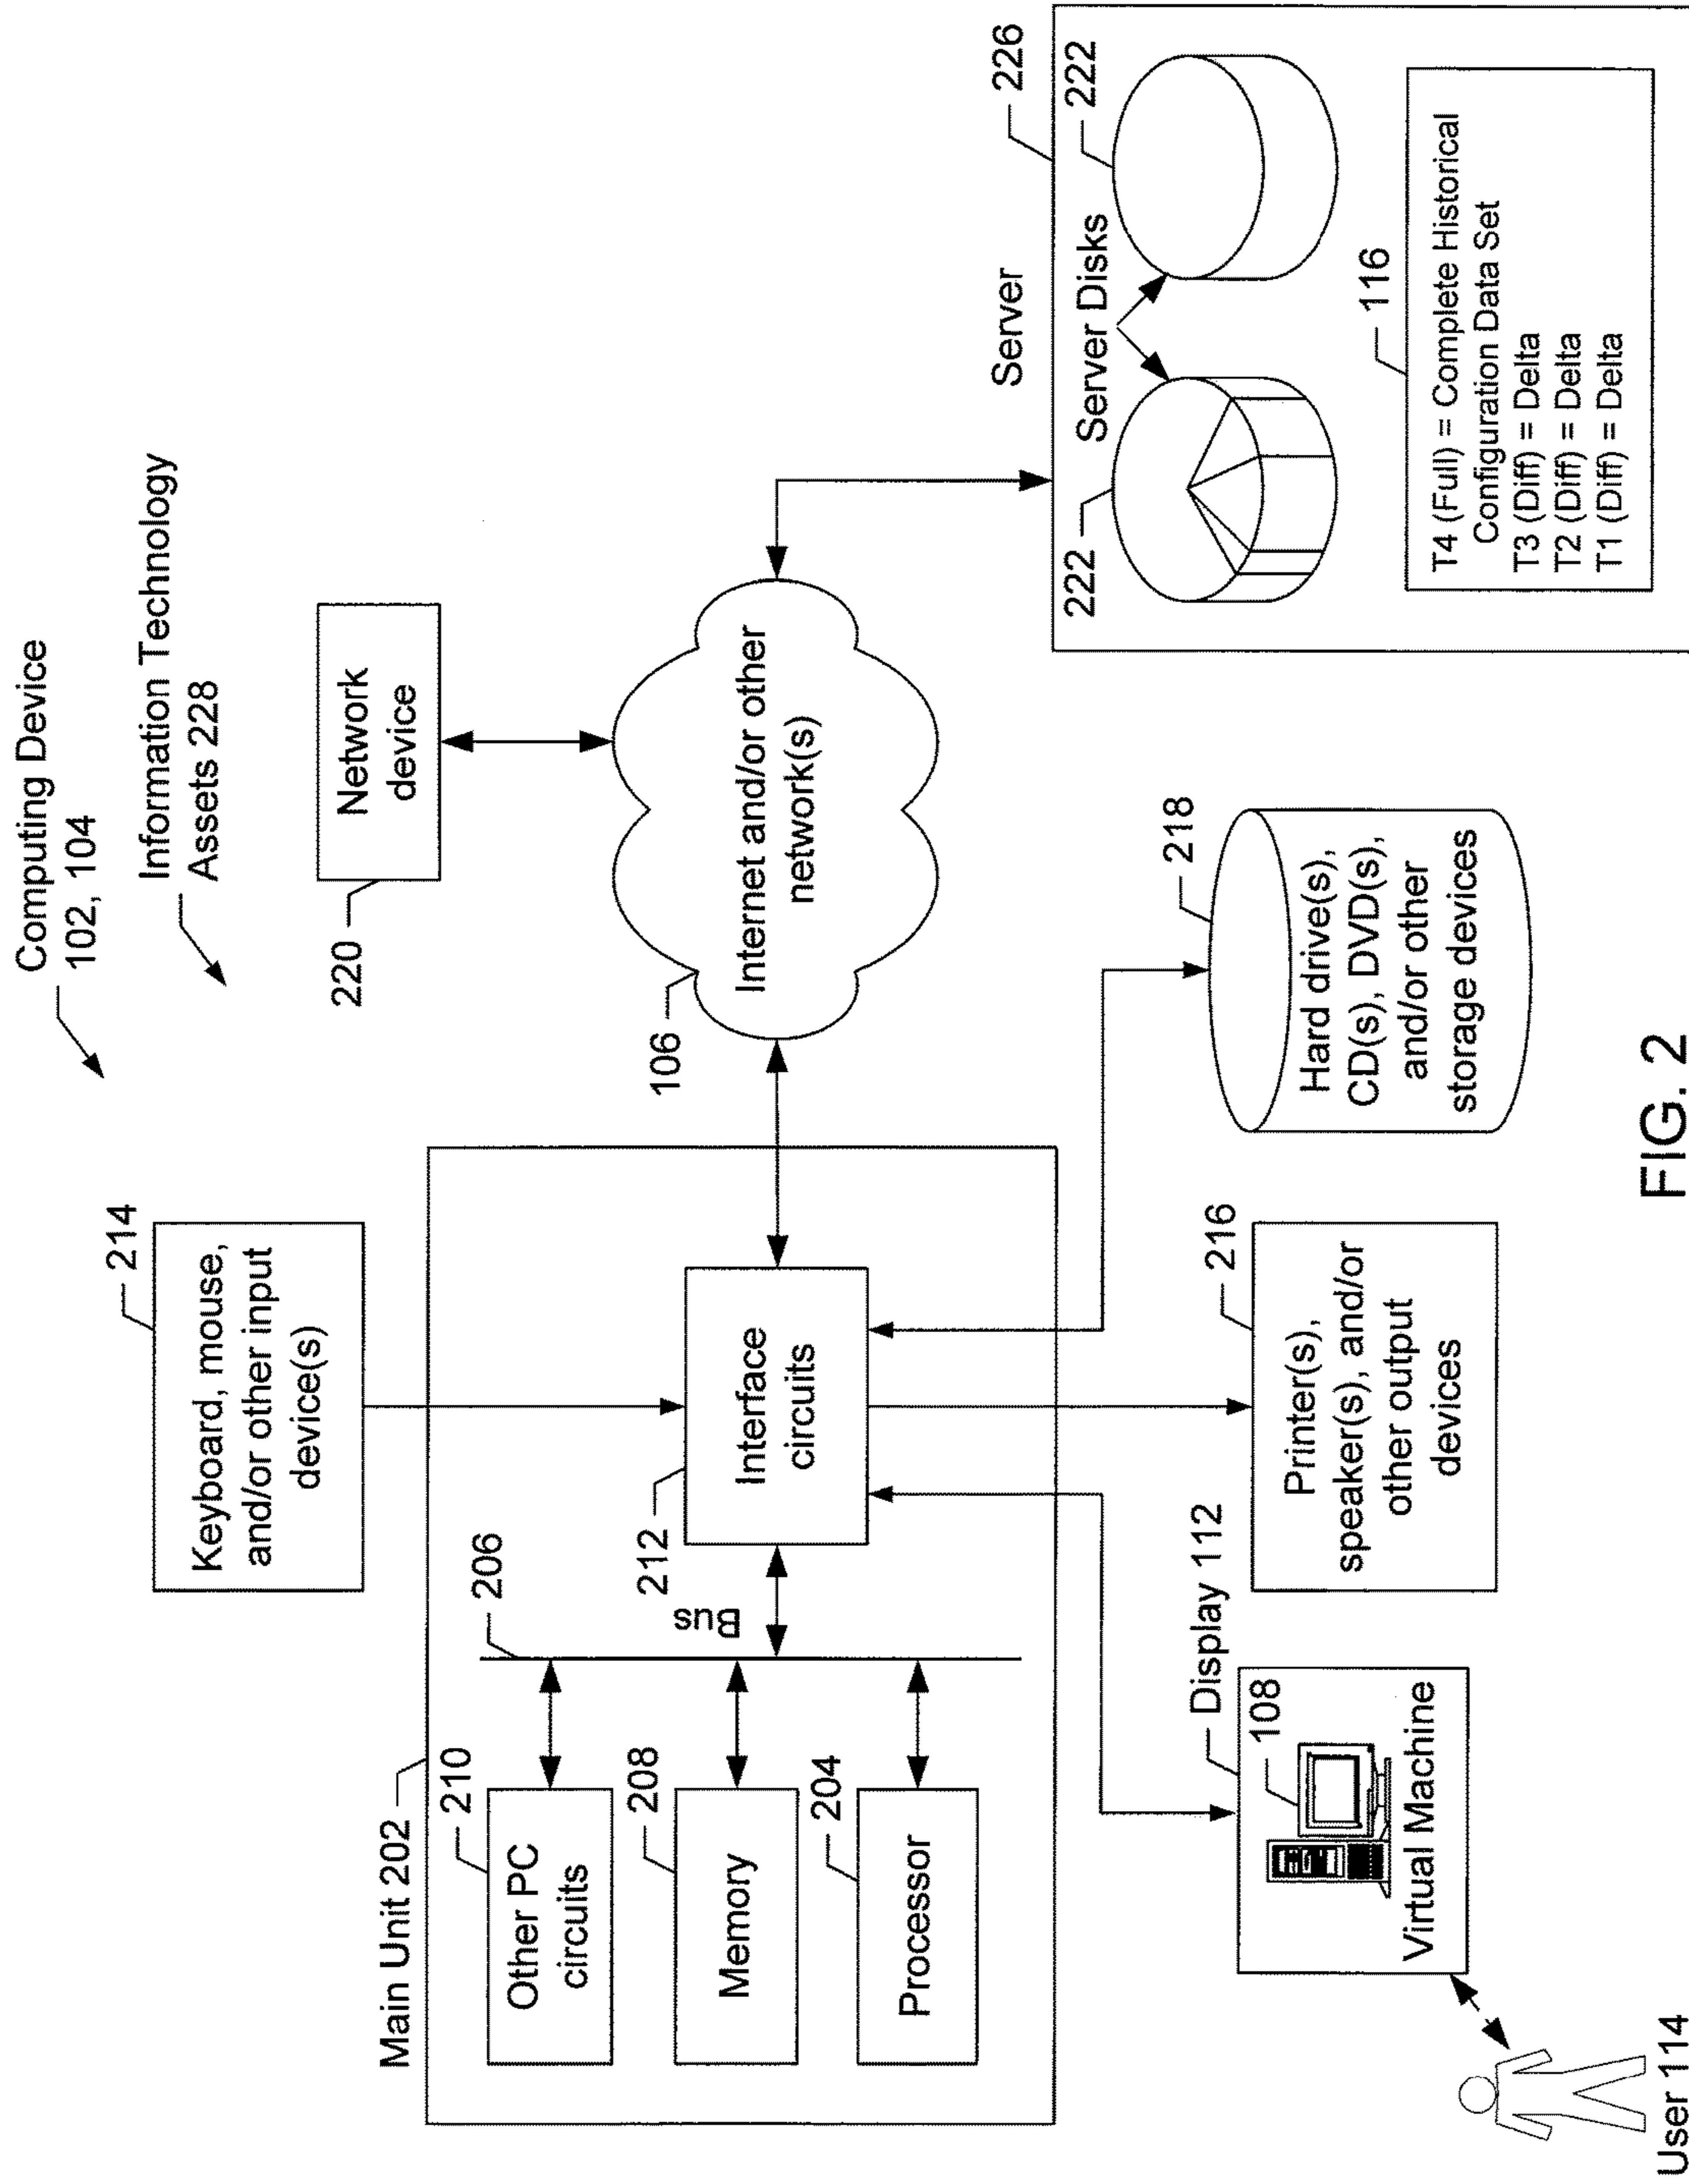 Computing Device
102, 104
Information Technology
Assets 228
214
Keyboard, mouse,
and/or other input
device(s)
Network
device
220
Main Unit 202
210
Other PC
circuits
208
Memory
204
Processor
206
Bus
212
Interface
circuits
106
Internet and/or other
network(s)
Server
226
Server Disks
222
222
116
T4 (Full) = Complete Historical
Configuration Data Set
T3 (Diff) = Delta
T2 (Diff) = Delta
T1 (Diff) = Delta
Display 112
108
Virtual Machine
User 114
216
Printer(s),
speaker(s), and/or
other output
devices
218
Hard drive(s),
CD(s), DVD(s),
and/or other
storage devices
FIG. 2